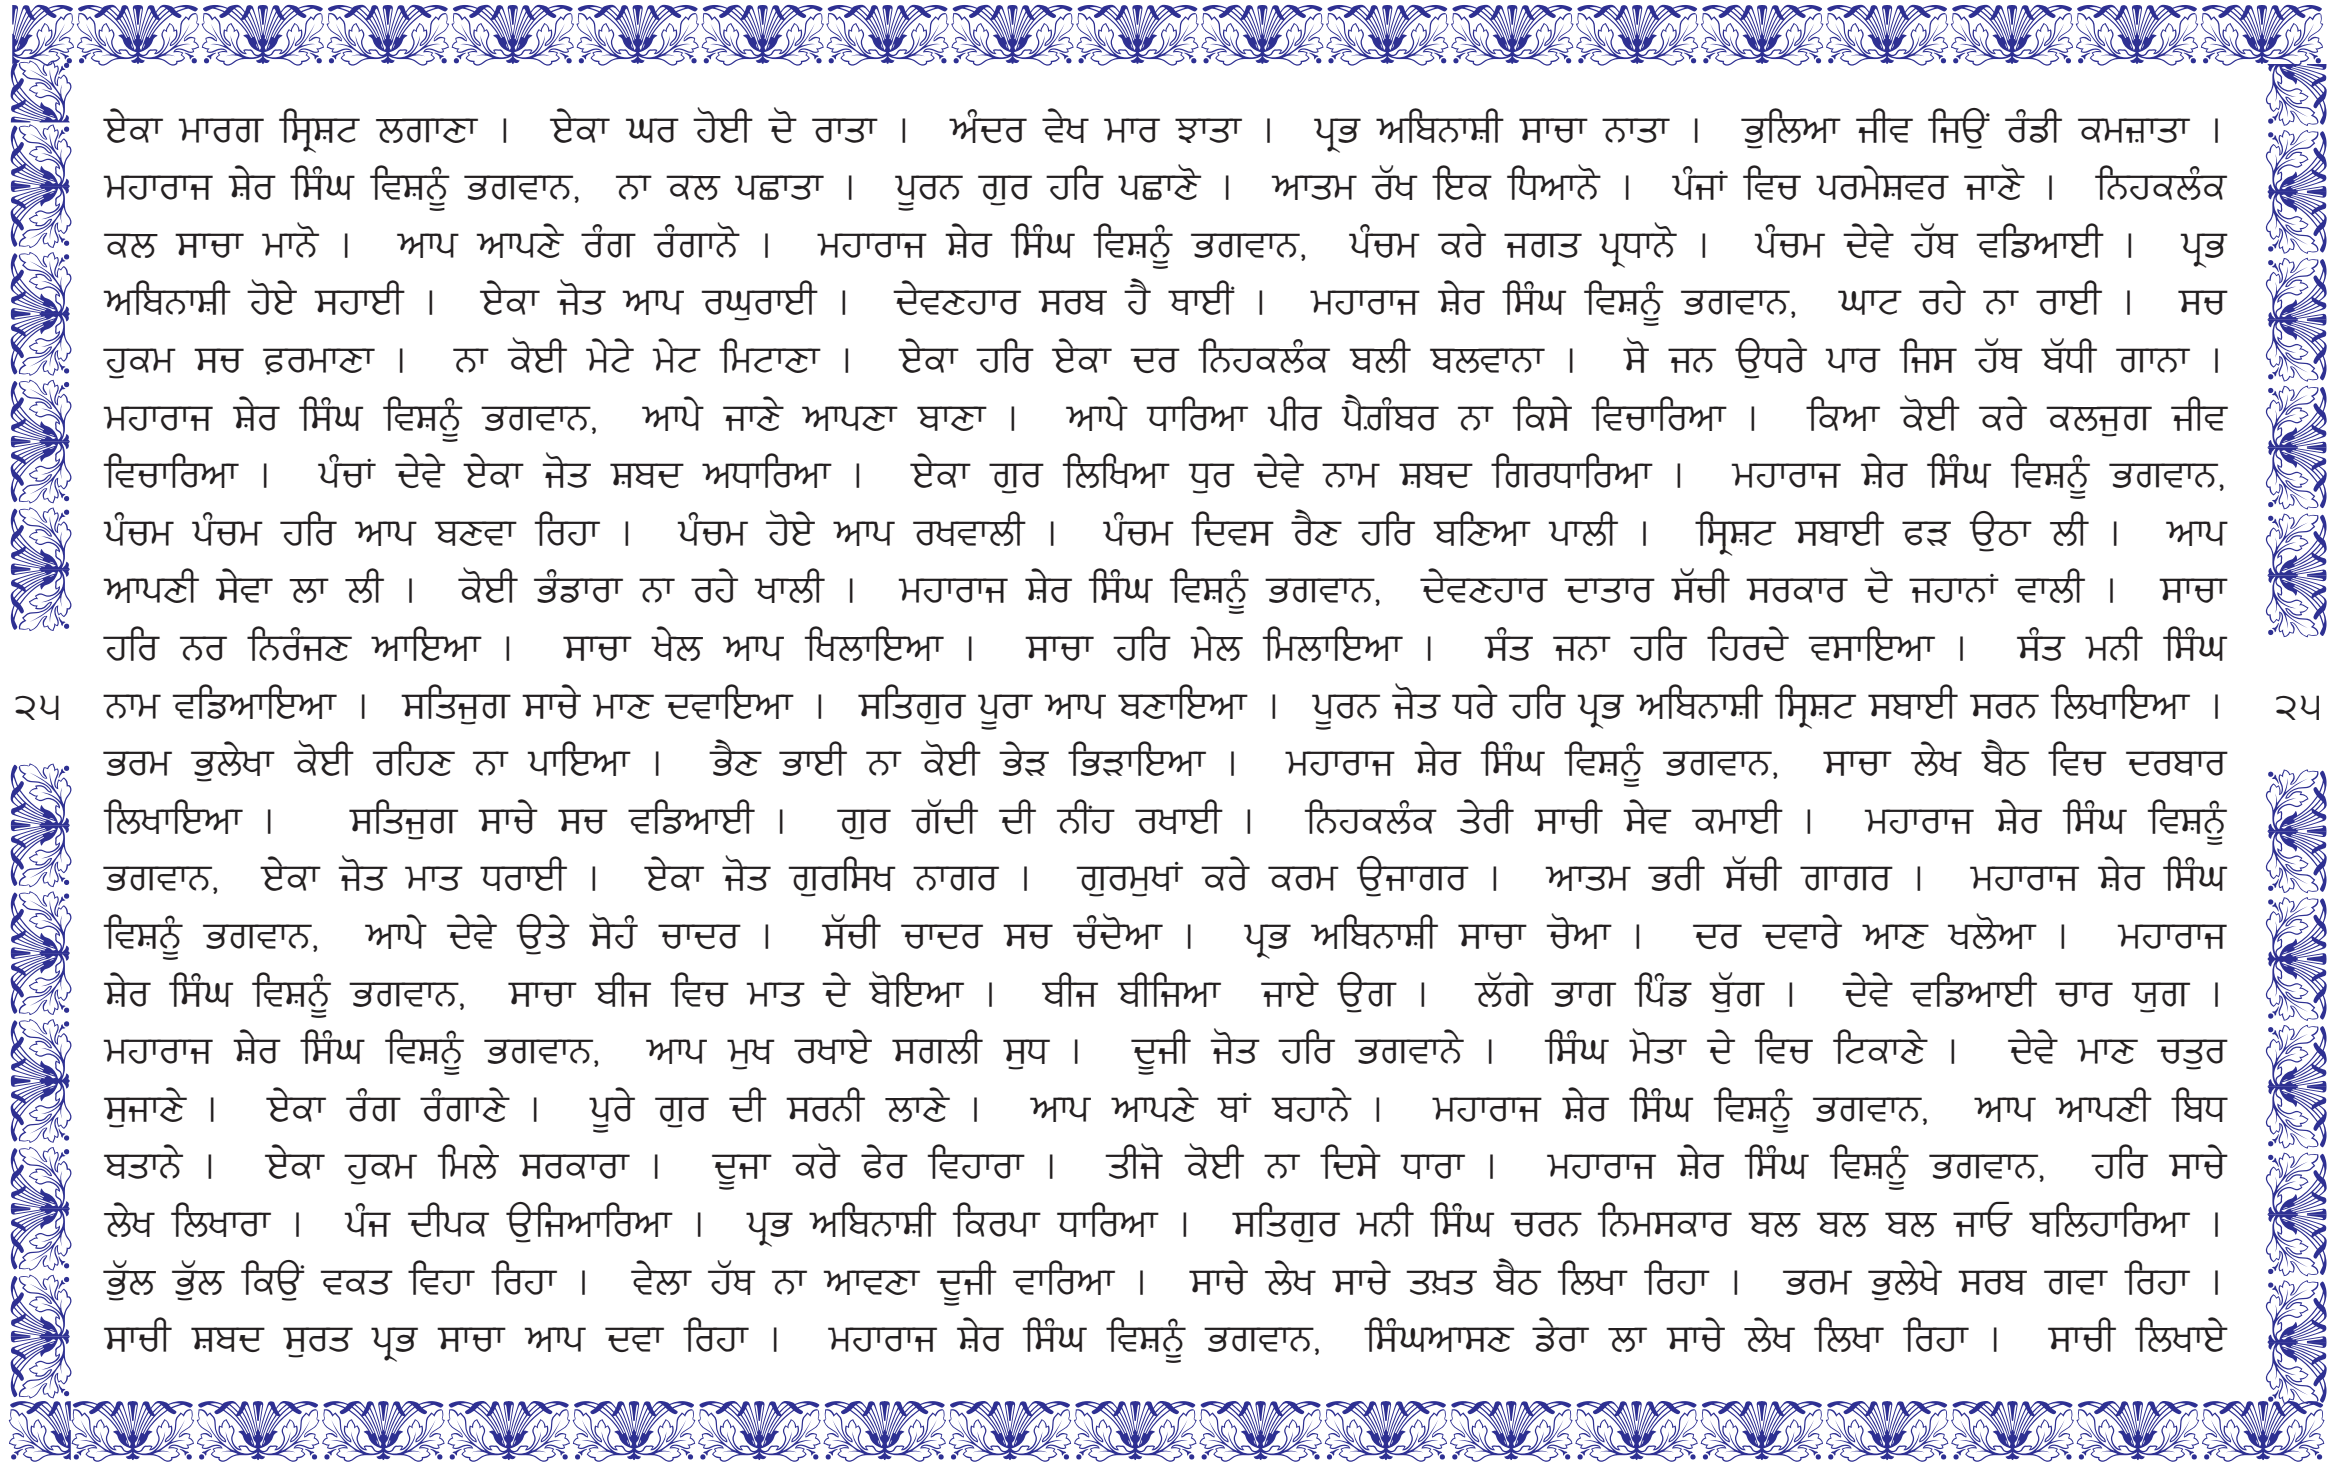 ਏਕਾ ਮਾਰਗ ਸ੍ਰਿਸ਼ਟ ਲਗਾਣਾ । ਏਕਾ ਘਰ ਹੋਈ ਦੋ ਰਾਤਾ । ਅੰਦਰ ਵੇਖ ਮਾਰ ਝਾਤਾ । ਪ੍ਰਭ ਅਬਿਨਾਸ਼ੀ ਸਾਚਾ ਨਾਤਾ । ਭੁਲਿਆ ਜੀਵ ਜਿਉਂ ਰੰਡੀ ਕਮਜ਼ਾਤਾ ।
ਮਹਾਰਾਜ ਸ਼ੇਰ ਸਿੰਘ ਵਿਸ਼ਨੂੰ ਭਗਵਾਨ, ਨਾ ਕਲ ਪਛਾਤਾ । ਪੂਰਨ ਗੁਰ ਹਰਿ ਪਛਾਣੋ । ਆਤਮ ਰੱਖ ਇਕ ਧਿਆਨੋ । ਪੰਜਾਂ ਵਿਚ ਪਰਮੇਸ਼ਵਰ ਜਾਣੋ । ਨਿਹਕਲੰਕ
ਕਲ ਸਾਚਾ ਮਾਨੋ । ਆਪ ਆਪਣੇ ਰੰਗ ਰੰਗਾਨੋ । ਮਹਾਰਾਜ ਸ਼ੇਰ ਸਿੰਘ ਵਿਸ਼ਨੂੰ ਭਗਵਾਨ, ਪੰਚਮ ਕਰੇ ਜਗਤ ਪ੍ਰਧਾਨੋ । ਪੰਚਮ ਦੇਵੇ ਹੱਥ ਵਡਿਆਈ । ਪ੍ਰਭ
ਅਬਿਨਾਸ਼ੀ ਹੋਏ ਸਹਾਈ । ਏਕਾ ਜੋਤ ਆਪ ਰਘੁਰਾਈ । ਦੇਵਣਹਾਰ ਸਰਬ ਹੈ ਥਾਈਂ । ਮਹਾਰਾਜ ਸ਼ੇਰ ਸਿੰਘ ਵਿਸ਼ਨੂੰ ਭਗਵਾਨ, ਘਾਟ ਰਹੇ ਨਾ ਰਾਈ । ਸਚ
ਹੁਕਮ ਸਚ ਫ਼ਰਮਾਣਾ । ਨਾ ਕੋਈ ਮੇਟੇ ਮੇਟ ਮਿਟਾਣਾ । ਏਕਾ ਹਰਿ ਏਕਾ ਦਰ ਨਿਹਕਲੰਕ ਬਲੀ ਬਲਵਾਨਾ । ਸੋ ਜਨ ਉਧਰੇ ਪਾਰ ਜਿਸ ਹੱਥ ਬੱਧੀ ਗਾਨਾ ।
ਮਹਾਰਾਜ ਸ਼ੇਰ ਸਿੰਘ ਵਿਸ਼ਨੂੰ ਭਗਵਾਨ, ਆਪੇ ਜਾਣੇ ਆਪਣਾ ਬਾਣਾ । ਆਪੇ ਧਾਰਿਆ ਪੀਰ ਪੈਗ਼ੰਬਰ ਨਾ ਕਿਸੇ ਵਿਚਾਰਿਆ । ਕਿਆ ਕੋਈ ਕਰੇ ਕਲਜੁਗ ਜੀਵ
ਵਿਚਾਰਿਆ । ਪੰਚਾਂ ਦੇਵੇ ਏਕਾ ਜੋਤ ਸ਼ਬਦ ਅਧਾਰਿਆ । ਏਕਾ ਗੁਰ ਲਿਖਿਆ ਧੁਰ ਦੇਵੇ ਨਾਮ ਸ਼ਬਦ ਗਿਰਧਾਰਿਆ । ਮਹਾਰਾਜ ਸ਼ੇਰ ਸਿੰਘ ਵਿਸ਼ਨੂੰ ਭਗਵਾਨ,
ਪੰਚਮ ਪੰਚਮ ਹਰਿ ਆਪ ਬਣਵਾ ਰਿਹਾ । ਪੰਚਮ ਹੋਏ ਆਪ ਰਖਵਾਲੀ । ਪੰਚਮ ਦਿਵਸ ਰੈਣ ਹਰਿ ਬਣਿਆ ਪਾਲੀ । ਸ੍ਰਿਸ਼ਟ ਸਬਾਈ ਫੜ ਉਠਾ ਲੀ । ਆਪ
ਆਪਣੀ ਸੇਵਾ ਲਾ ਲੀ । ਕੋਈ ਭੰਡਾਰਾ ਨਾ ਰਹੇ ਖਾਲੀ । ਮਹਾਰਾਜ ਸ਼ੇਰ ਸਿੰਘ ਵਿਸ਼ਨੂੰ ਭਗਵਾਨ, ਦੇਵਣਹਾਰ ਦਾਤਾਰ ਸੱਚੀ ਸਰਕਾਰ ਦੋ ਜਹਾਨਾਂ ਵਾਲੀ । ਸਾਚਾ
ਹਰਿ ਨਰ ਨਿਰੰਜਣ ਆਇਆ । ਸਾਚਾ ਖੇਲ ਆਪ ਖਿਲਾਇਆ । ਸਾਚਾ ਹਰਿ ਮੇਲ ਮਿਲਾਇਆ । ਸੰਤ ਜਨਾ ਹਰਿ ਹਿਰਦੇ ਵਸਾਇਆ । ਸੰਤ ਮਨੀ ਸਿੰਘ
੨੫ ਨਾਮ ਵਡਿਆਇਆ । ਸਤਿਜੁਗ ਸਾਚੇ ਮਾਣ ਦਵਾਇਆ । ਸਤਿਗੁਰ ਪੂਰਾ ਆਪ ਬਣਾਇਆ । ਪੂਰਨ ਜੋਤ ਧਰੇ ਹਰਿ ਪ੍ਰਭ ਅਬਿਨਾਸ਼ੀ ਸ੍ਰਿਸ਼ਟ ਸਬਾਈ ਸਰਨ ਲਿਖਾਇਆ । ੨੫
ਭਰਮ ਭੁਲੇਖਾ ਕੋਈ ਰਹਿਣ ਨਾ ਪਾਇਆ । ਭੈਣ ਭਾਈ ਨਾ ਕੋਈ ਭੇੜ ਭਿੜਾਇਆ । ਮਹਾਰਾਜ ਸ਼ੇਰ ਸਿੰਘ ਵਿਸ਼ਨੂੰ ਭਗਵਾਨ, ਸਾਚਾ ਲੇਖ ਬੈਠ ਵਿਚ ਦਰਬਾਰ
ਲਿਖਾਇਆ । ਸਤਿਜੁਗ ਸਾਚੇ ਸਚ ਵਡਿਆਈ । ਗੁਰ ਗੱਦੀ ਦੀ ਨੀਂਹ ਰਖਾਈ । ਨਿਹਕਲੰਕ ਤੇਰੀ ਸਾਚੀ ਸੇਵ ਕਮਾਈ । ਮਹਾਰਾਜ ਸ਼ੇਰ ਸਿੰਘ ਵਿਸ਼ਨੂੰ
ਭਗਵਾਨ, ਏਕਾ ਜੋਤ ਮਾਤ ਧਰਾਈ । ਏਕਾ ਜੋਤ ਗੁਰਸਿਖ ਨਾਗਰ । ਗੁਰਮੁਖਾਂ ਕਰੇ ਕਰਮ ਉਜਾਗਰ । ਆਤਮ ਭਰੀ ਸੱਚੀ ਗਾਗਰ । ਮਹਾਰਾਜ ਸ਼ੇਰ ਸਿੰਘ
ਵਿਸ਼ਨੂੰ ਭਗਵਾਨ, ਆਪੇ ਦੇਵੇ ਉਤੇ ਸੋਹੰ ਚਾਦਰ । ਸੱਚੀ ਚਾਦਰ ਸਚ ਚੰਦੋਆ । ਪ੍ਰਭ ਅਬਿਨਾਸ਼ੀ ਸਾਚਾ ਚੋਆ । ਦਰ ਦਵਾਰੇ ਆਣ ਖਲੋਆ । ਮਹਾਰਾਜ
ਸ਼ੇਰ ਸਿੰਘ ਵਿਸ਼ਨੂੰ ਭਗਵਾਨ, ਸਾਚਾ ਬੀਜ ਵਿਚ ਮਾਤ ਦੇ ਬੋਇਆ । ਬੀਜ ਬੀਜਿਆ ਜਾਏ ਉਗ । ਲੱਗੇ ਭਾਗ ਪਿੰਡ ਬੁੱਗ । ਦੇਵੇ ਵਡਿਆਈ ਚਾਰ ਯੁਗ ।
ਮਹਾਰਾਜ ਸ਼ੇਰ ਸਿੰਘ ਵਿਸ਼ਨੂੰ ਭਗਵਾਨ, ਆਪ ਮੁਖ ਰਖਾਏ ਸਗਲੀ ਸੁਧ । ਦੂਜੀ ਜੋਤ ਹਰਿ ਭਗਵਾਨੇ । ਸਿੰਘ ਮੋਤਾ ਦੇ ਵਿਚ ਟਿਕਾਣੇ । ਦੇਵੇ ਮਾਣ ਚਤੁਰ
ਸੁਜਾਣੇ । ਏਕਾ ਰੰਗ ਰੰਗਾਣੇ । ਪੂਰੇ ਗੁਰ ਦੀ ਸਰਨੀ ਲਾਣੇ । ਆਪ ਆਪਣੇ ਥਾਂ ਬਹਾਨੇ । ਮਹਾਰਾਜ ਸ਼ੇਰ ਸਿੰਘ ਵਿਸ਼ਨੂੰ ਭਗਵਾਨ, ਆਪ ਆਪਣੀ ਬਿਧ
ਬਤਾਨੇ । ਏਕਾ ਹੁਕਮ ਮਿਲੇ ਸਰਕਾਰਾ । ਦੂਜਾ ਕਰੋ ਫੇਰ ਵਿਹਾਰਾ । ਤੀਜੋ ਕੋਈ ਨਾ ਦਿਸੇ ਧਾਰਾ । ਮਹਾਰਾਜ ਸ਼ੇਰ ਸਿੰਘ ਵਿਸ਼ਨੂੰ ਭਗਵਾਨ, ਹਰਿ ਸਾਚੇ
ਲੇਖ ਲਿਖਾਰਾ । ਪੰਜ ਦੀਪਕ ਉਜਿਆਰਿਆ । ਪ੍ਰਭ ਅਬਿਨਾਸ਼ੀ ਕਿਰਪਾ ਧਾਰਿਆ । ਸਤਿਗੁਰ ਮਨੀ ਸਿੰਘ ਚਰਨ ਨਿਮਸਕਾਰ ਬਲ ਬਲ ਬਲ ਜਾਓ ਬਲਿਹਾਰਿਆ ।
ਭੁੱਲ ਭੁੱਲ ਕਿਉਂ ਵਕਤ ਵਿਹਾ ਰਿਹਾ । ਵੇਲਾ ਹੱਥ ਨਾ ਆਵਣਾ ਦੂਜੀ ਵਾਰਿਆ । ਸਾਚੇ ਲੇਖ ਸਾਚੇ ਤਖ਼ਤ ਬੈਠ ਲਿਖਾ ਰਿਹਾ । ਭਰਮ ਭੁਲੇਖੇ ਸਰਬ ਗਵਾ ਰਿਹਾ ।
ਸਾਚੀ ਸ਼ਬਦ ਸੁਰਤ ਪ੍ਰਭ ਸਾਚਾ ਆਪ ਦਵਾ ਰਿਹਾ । ਮਹਾਰਾਜ ਸ਼ੇਰ ਸਿੰਘ ਵਿਸ਼ਨੂੰ ਭਗਵਾਨ, ਸਿੰਘਆਸਣ ਡੇਰਾ ਲਾ ਸਾਚੇ ਲੇਖ ਲਿਖਾ ਰਿਹਾ । ਸਾਚੀ ਲਿਖਾਏ